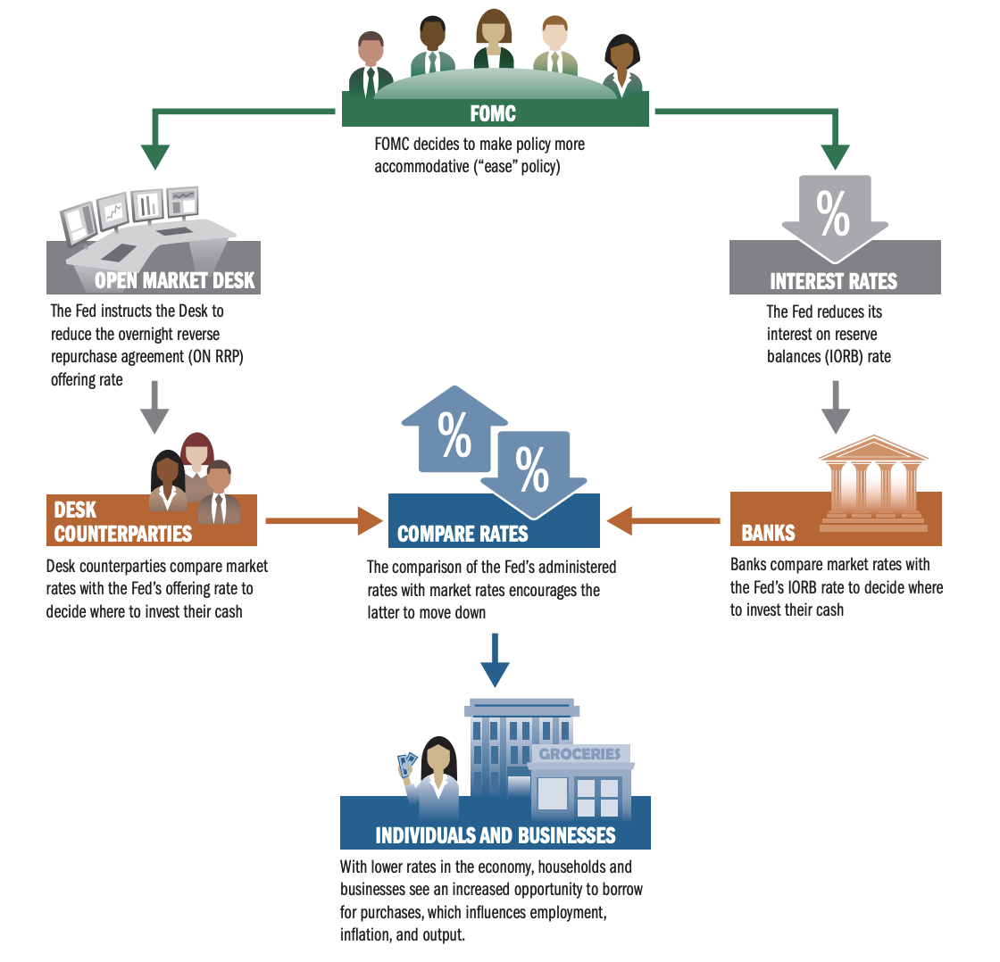 FOMC
FOMC decides to make policy more
accommodative (“ease” policy)
%
OPEN MARKET DESK
The Fed instructs the Desk to
reduce the overnight reverse
repurchase agreement (ON RRP)
offering rate
INTEREST RATES
The Fed reduces its
interest on reserve
balances (IORB) rate
%
%
DESK
COUNTERPARTIES
Desk counterparties compare market
rates with the Fed’s offering rate to
decide where to invest their cash
COMPARE RATES
The comparison of the Fed’s administered
rates with market rates encourages the
latter to move down
BANKS
Banks compare market rates with
the Fed’s IORB rate to decide where
to invest their cash
GROCERIES
INDIVIDUALS AND BUSINESSES
With lower rates in the economy, households and
businesses see an increased opportunity to borrow
for purchases, which influences employment,
inflation, and output.